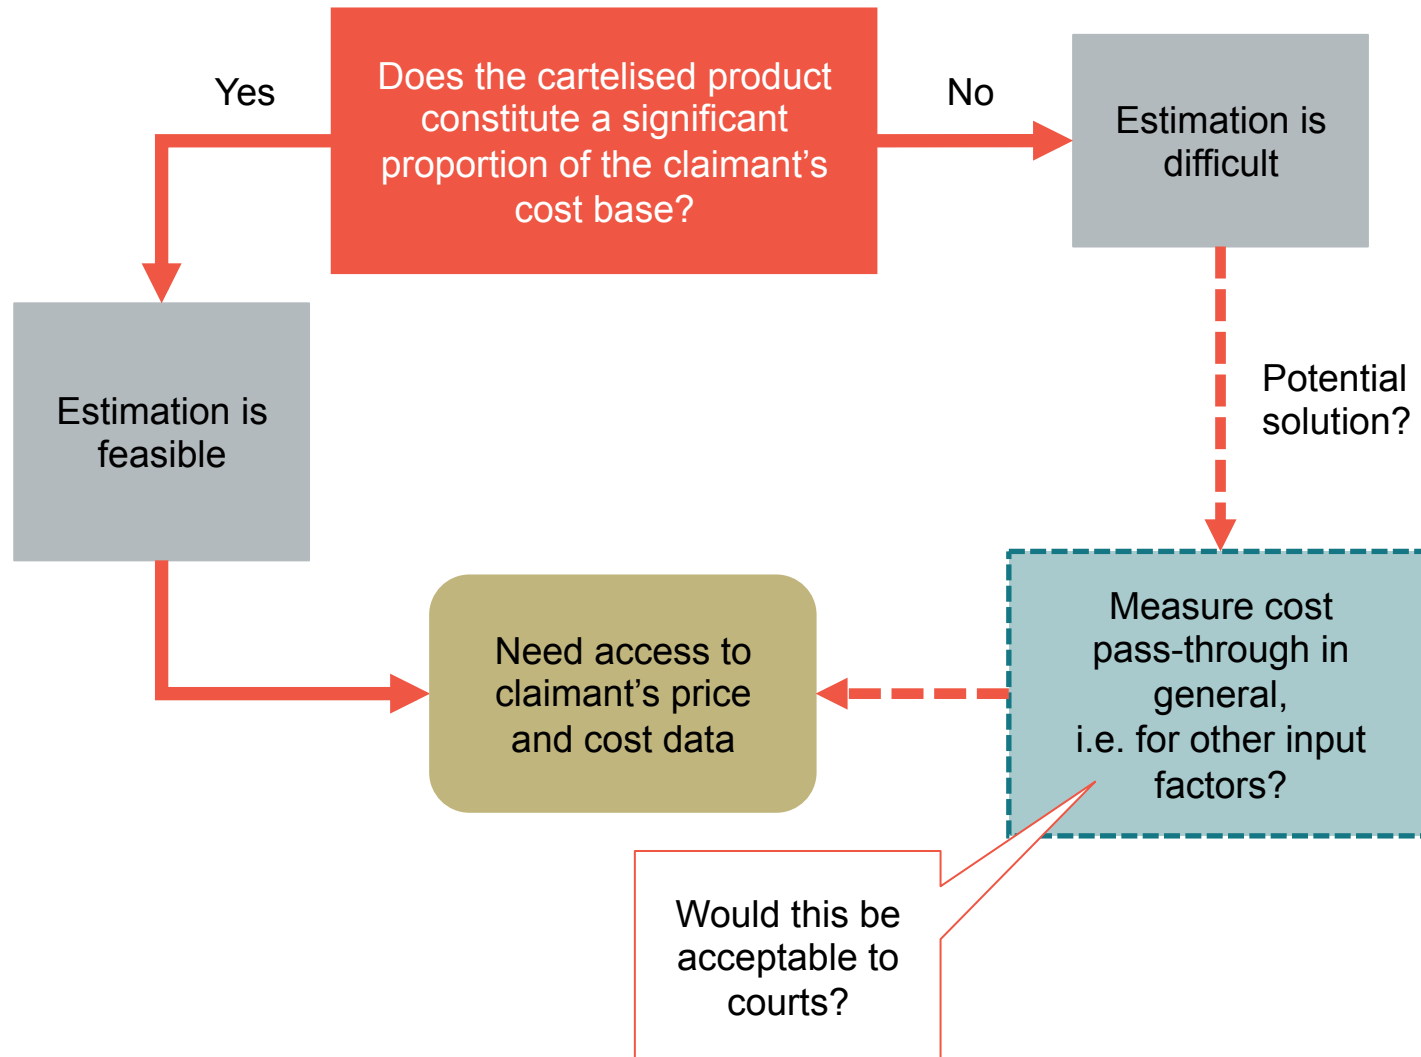 Yes
Does the cartelised product
constitute a significant
proportion of the claimant’s
cost base?
No
Estimation is
difficult
Estimation is
feasible
Potential
solution?
Need access to
claimant’s price
and cost data
Measure cost
pass-through in
general,
i.e. for other input
factors?
Would this be
acceptable to
courts?